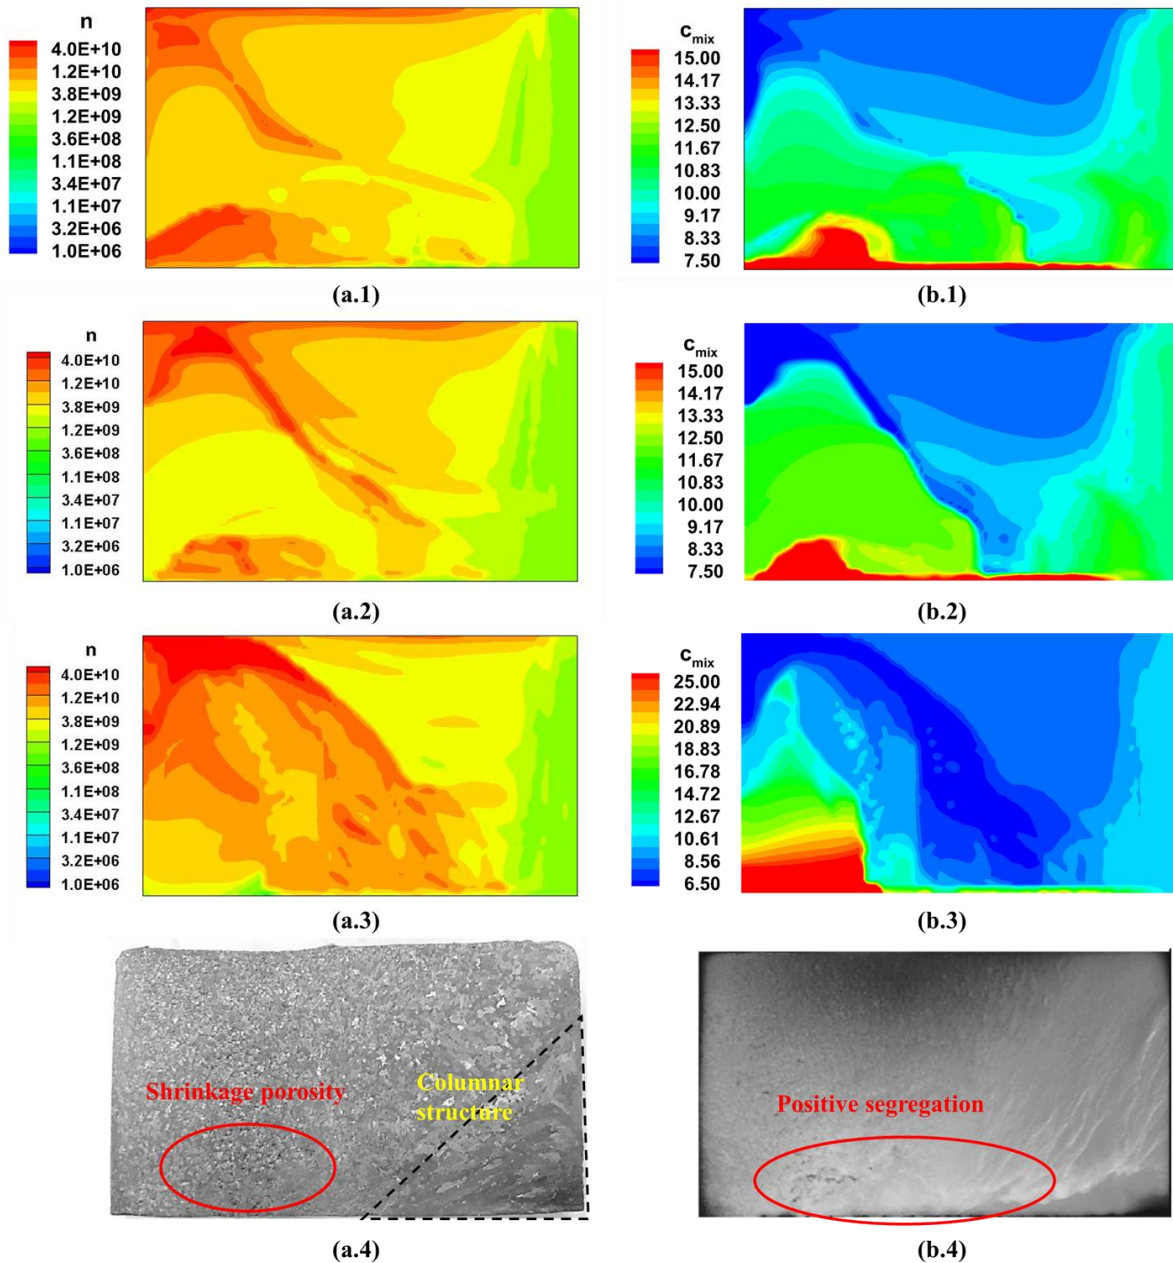 n
4.0E+10
1.2E+10
3.8E+09
1.2E+09
3.6E+08
1.1E+08
3.4E+07
1.1E+07
3.2E+06
1.0E+06
(a.1)
c_mix
15.00
14.17
13.33
12.50
11.67
10.83
10.00
9.17
8.33
7.50
(b.1)
n
4.0E+10
1.2E+10
3.8E+09
1.2E+09
3.6E+08
1.1E+08
3.4E+07
1.1E+07
3.2E+06
1.0E+06
(a.2)
c_mix
15.00
14.17
13.33
12.50
11.67
10.83
10.00
9.17
8.33
7.50
(b.2)
n
4.0E+10
1.2E+10
3.8E+09
1.2E+09
3.6E+08
1.1E+08
3.4E+07
1.1E+07
3.2E+06
1.0E+06
(a.3)
c_mix
25.00
22.94
20.89
18.83
16.78
14.72
12.67
10.61
8.56
6.50
(b.3)
Shrinkage porosity
Columnar
structure
(a.4)
Positive segregation
(b.4)